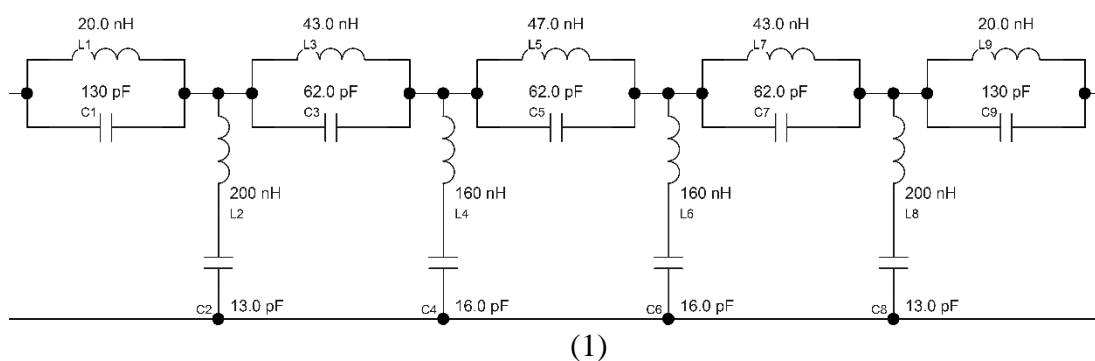 20.0 nH 43.0 nH 47.0 nH 43.0 nH 20.0 nH
L1 L3 L5 L7 L9
130 pF 62.0 pF 62.0 pF 62.0 pF 130 pF
C1 C3 C5 C7 C9
200 nH 160 nH 160 nH 200 nH
L2 L4 L6 L8
C2 13.0 pF C4 16.0 pF C6 16.0 pF C8 13.0 pF
(1)